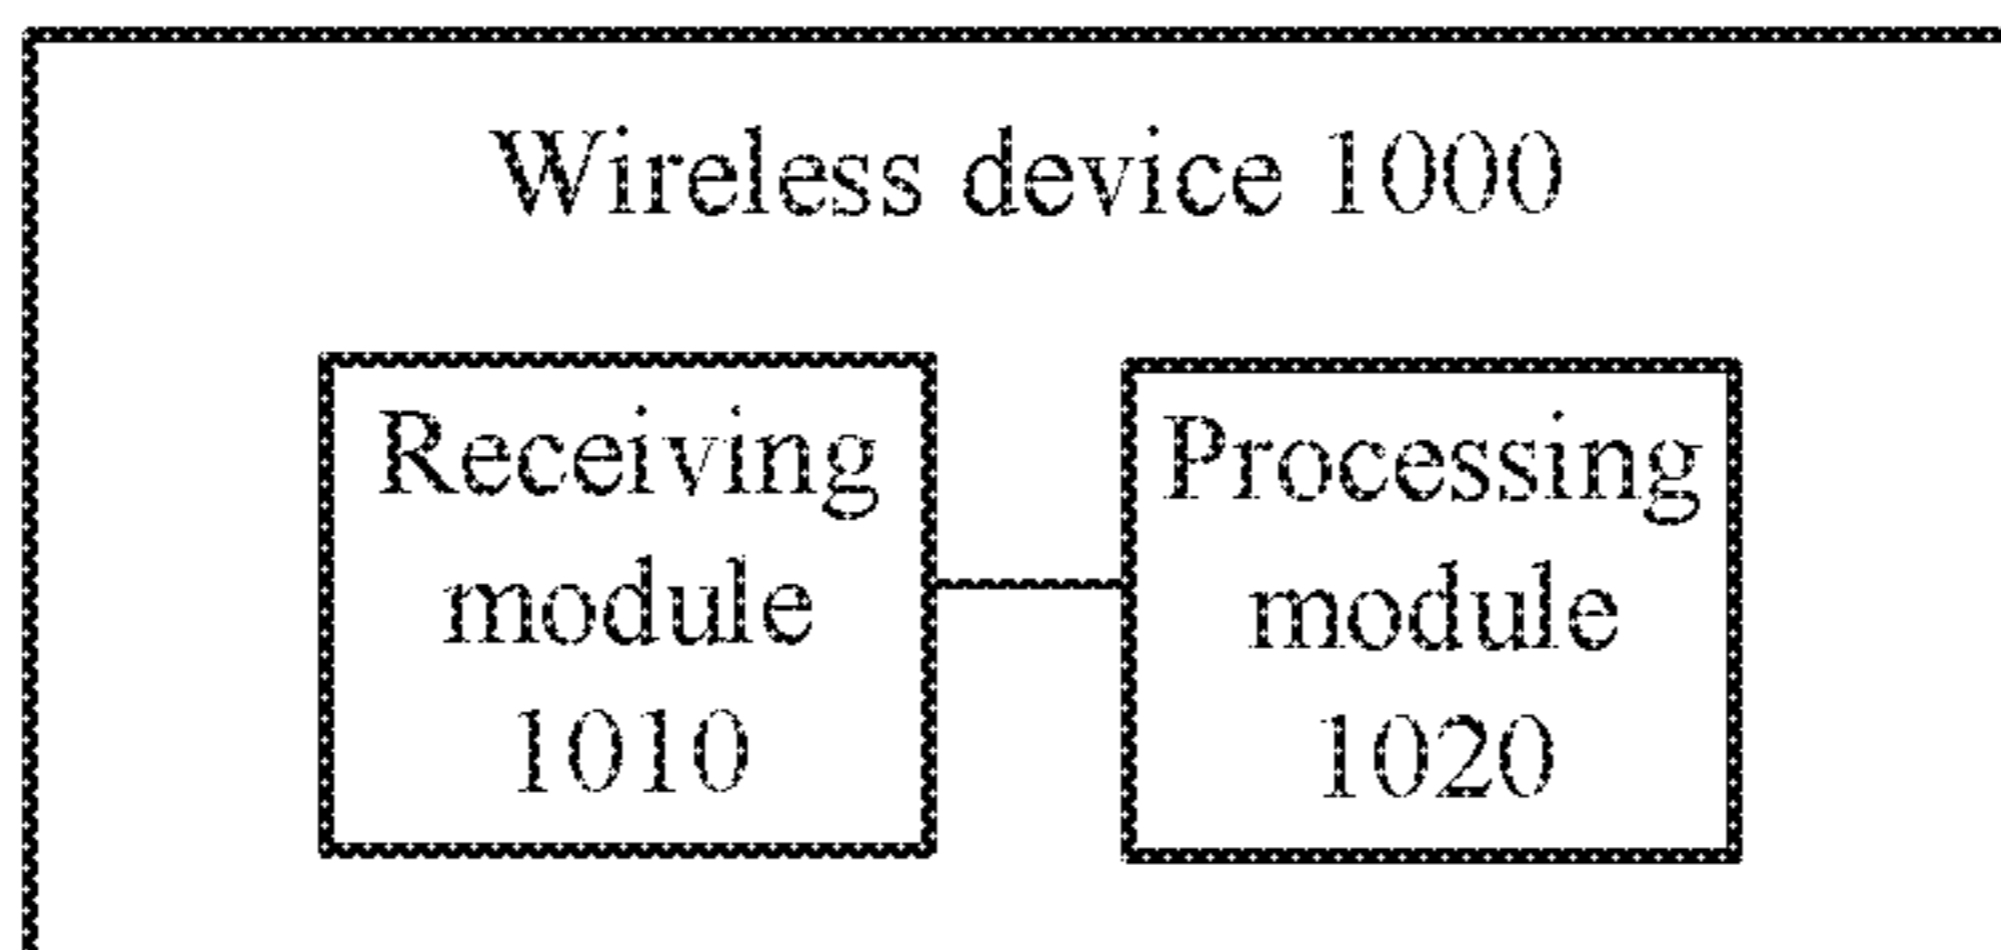 Wireless device 1000
Receiving
module
1010
Processing
module
1020